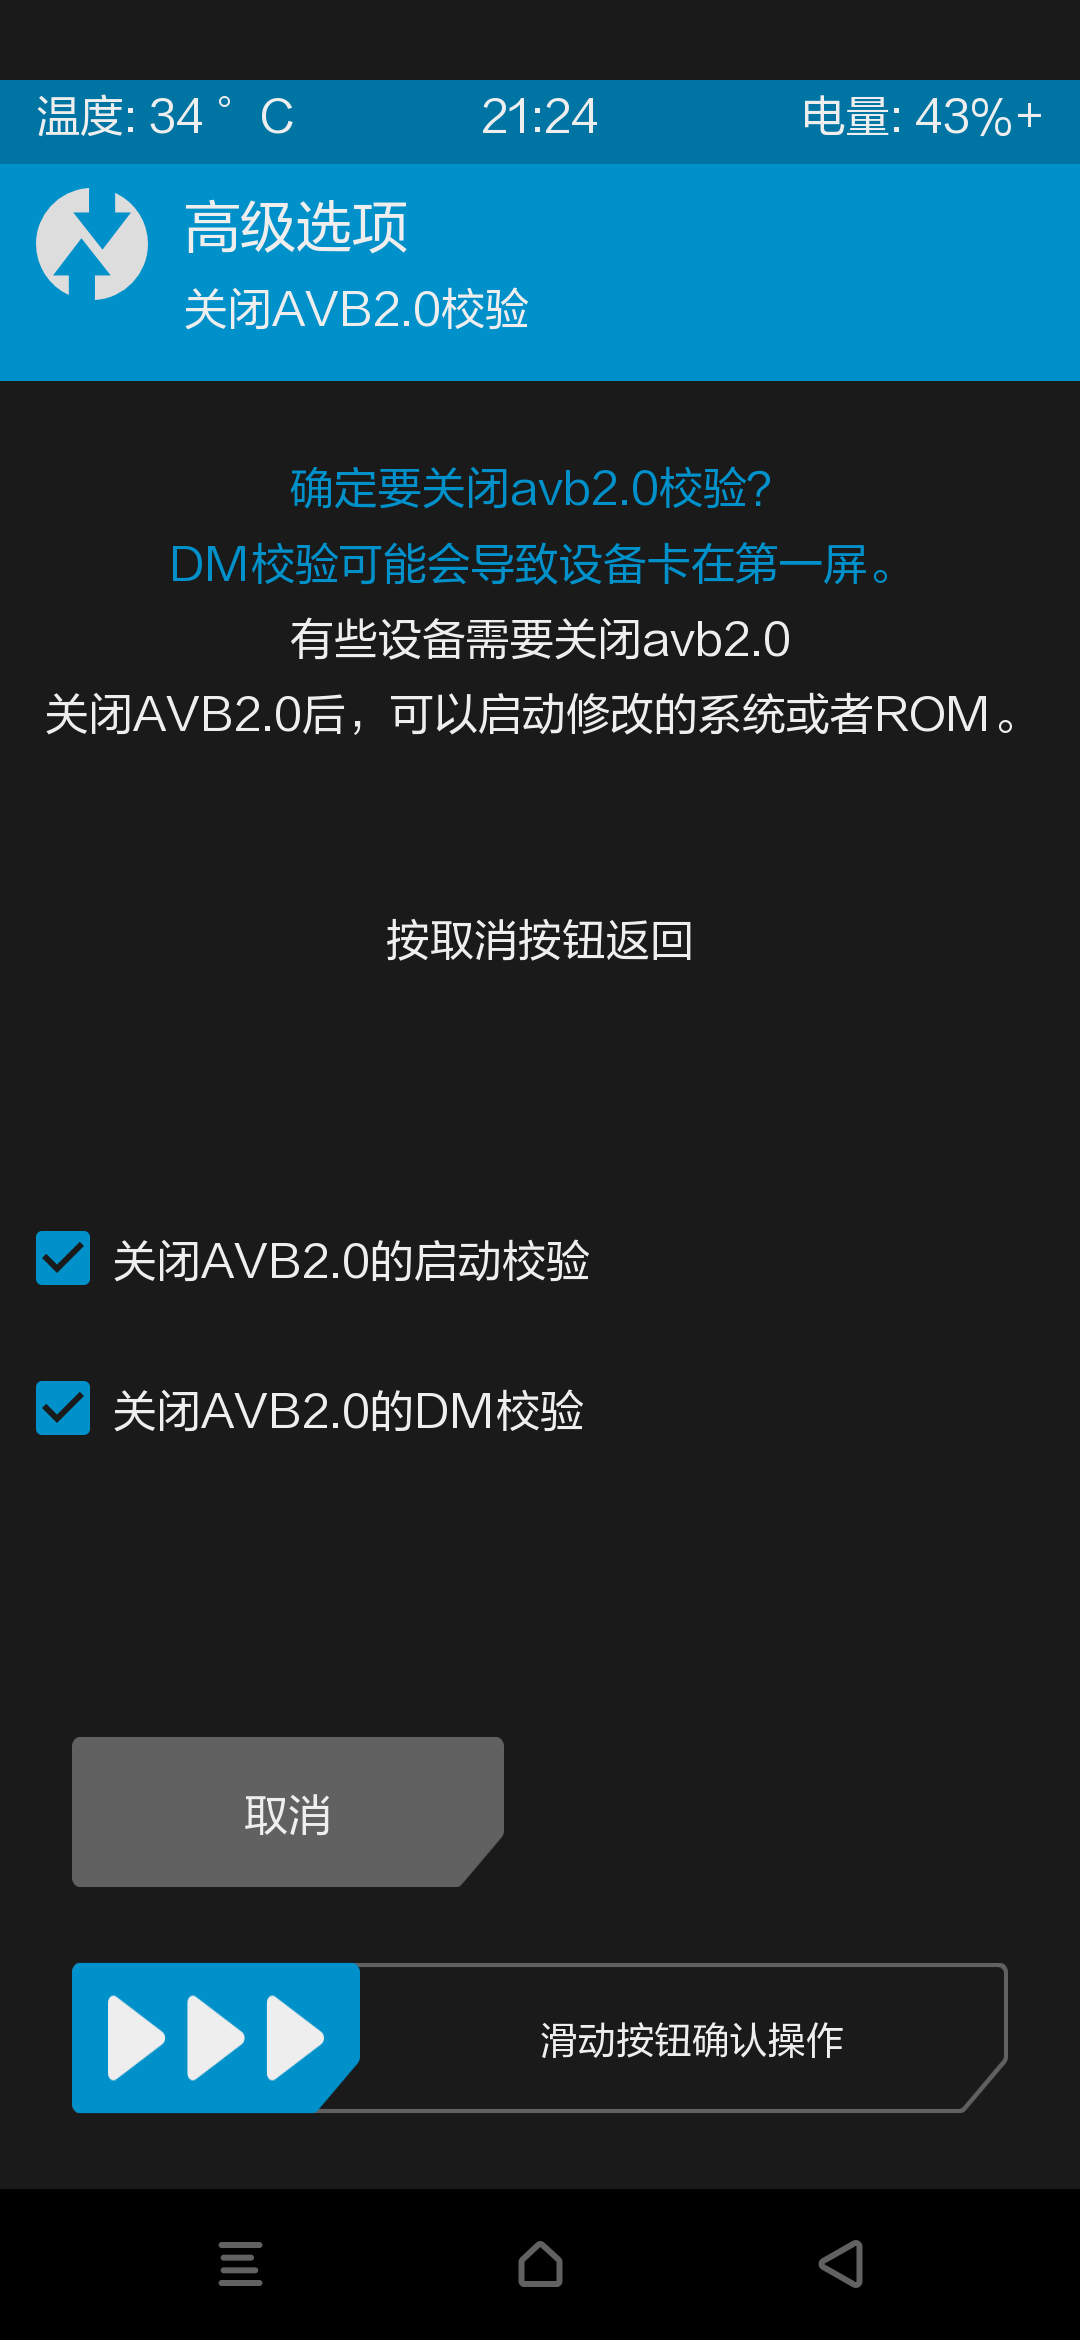 温度: 34 °C
21:24
电量: 43%+
高级选项
关闭AVB2.0校验
确定要关闭avb2.0校验?
DM校验可能会导致设备卡在第一屏。
有些设备需要关闭avb2.0
关闭AVB2.0后，可以启动修改的系统或者ROM。
按取消按钮返回
关闭AVB2.0的启动校验
关闭AVB2.0的DM校验
取消
滑动按钮确认操作